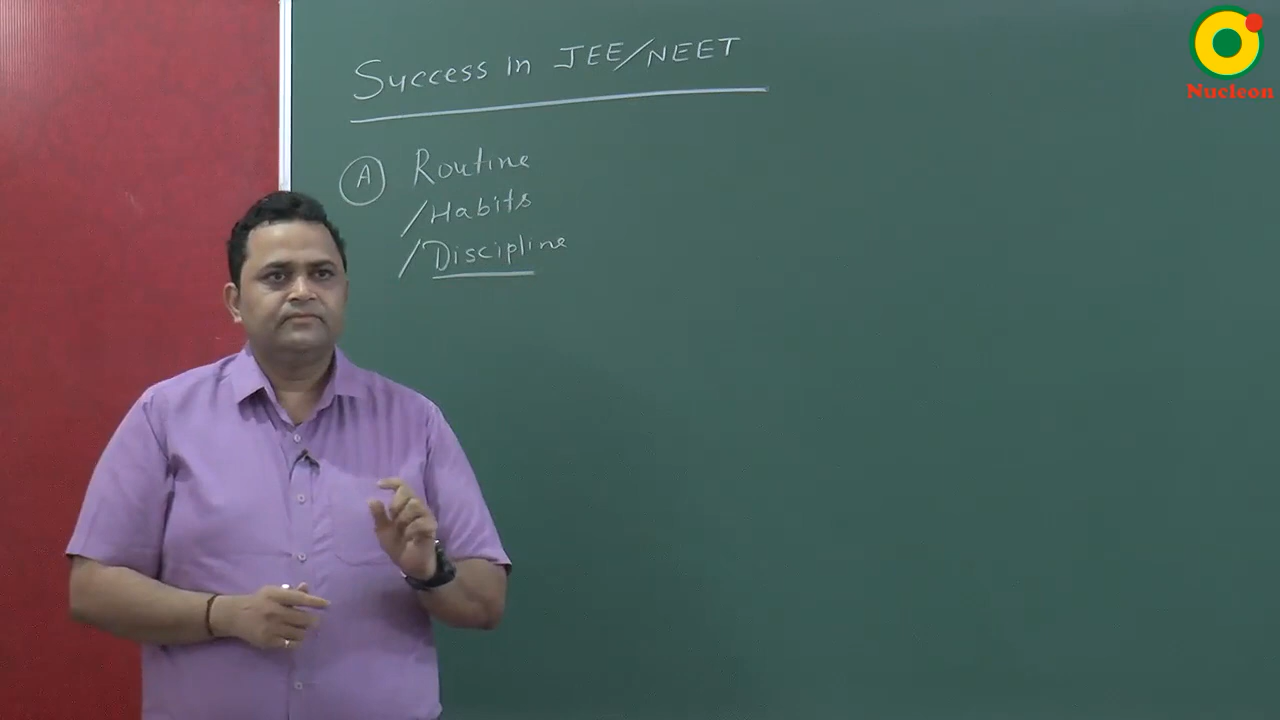 Success in JEE/NEET
A Routine
/Habits
/Discipline
Nucleon